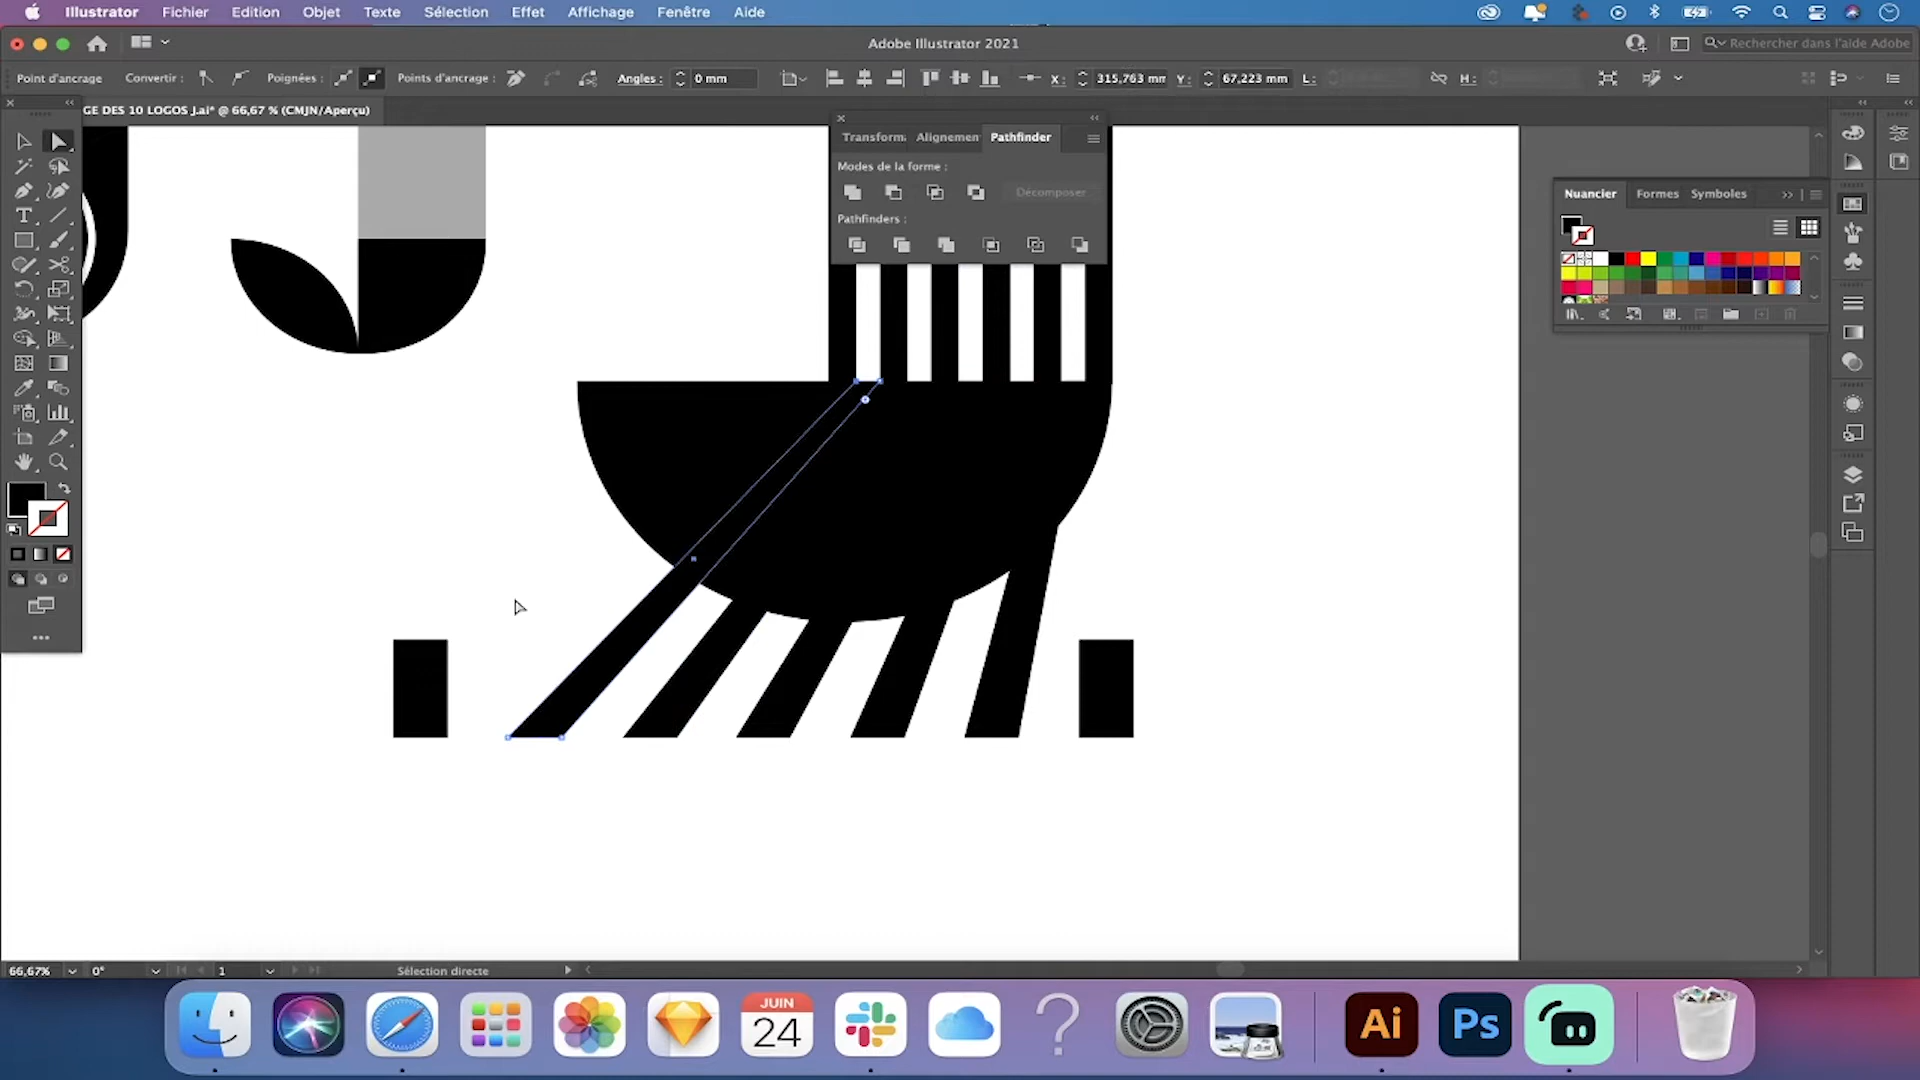 Illustrator Fichier Edition Objet Texte Sélection Effet Affichage Fenêtre Aide
Adobe Illustrator 2021
Rechercher dans l'aide Adobe
Point d'ancrage Convertir : Poignées : Points d'ancrage : Angles : 0 mm X : 315,763 mm Y : 67,223 mm L : H :
GE DES 10 LOGOS J.ai* @ 66,67 % (CMJN/Aperçu)
Transform Alignemen Pathfinder
Modes de la forme :
Décomposer
Pathfinders :
Nuancier Formes Symboles
T
66,67% 0° 1 Sélection directe
JUIN
24
?
Ai
Ps